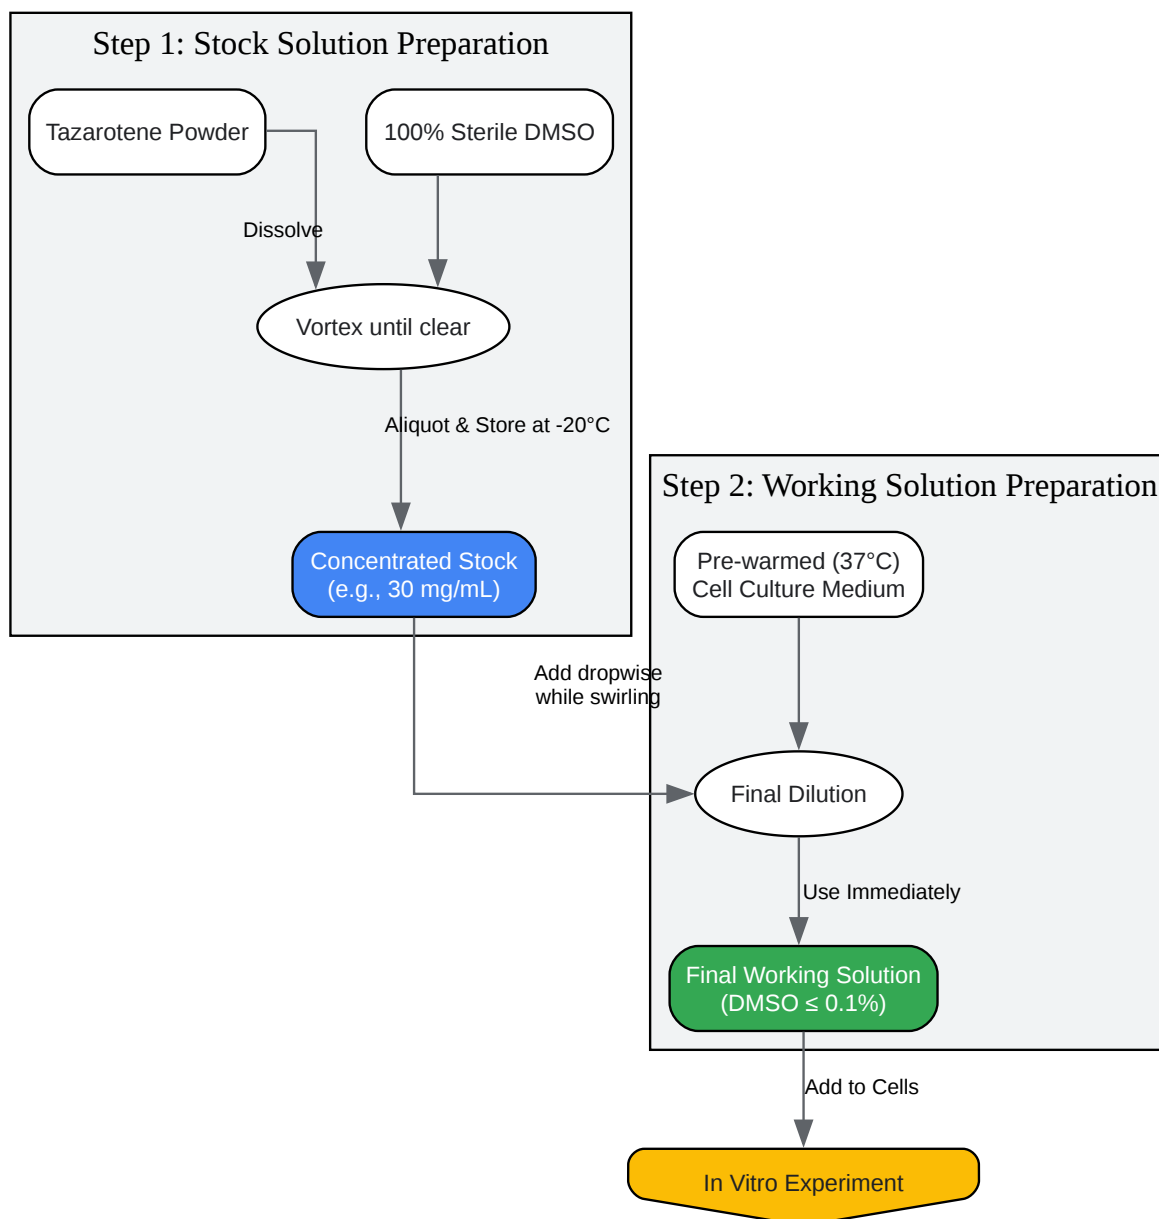 Step 1: Stock Solution Preparation
Tazarotene Powder
100% Sterile DMSO
Dissolve
Vortex until clear
Aliquot & Store at -20°C
Concentrated Stock
(e.g., 30 mg/mL)
Step 2: Working Solution Preparation
Pre-warmed (37°C)
Cell Culture Medium
Add dropwise
while swirling
Final Dilution
Use Immediately
Final Working Solution
(DMSO ≤ 0.1%)
Add to Cells
In Vitro Experiment